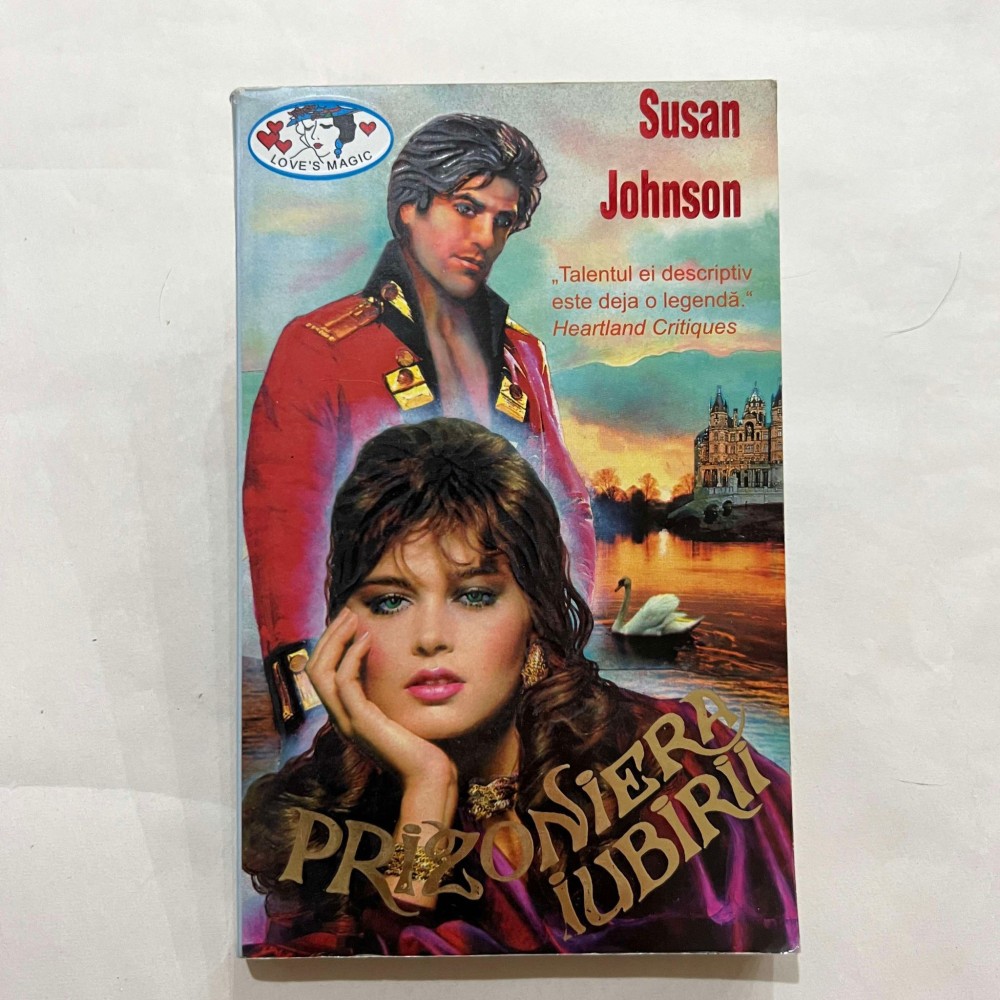 LOVE'S MAGIC
Susan
Johnson
„Talentul ei descriptiv
este deja o legendă.“
Heartland Critiques
PRiZONiERA
iUBiRii